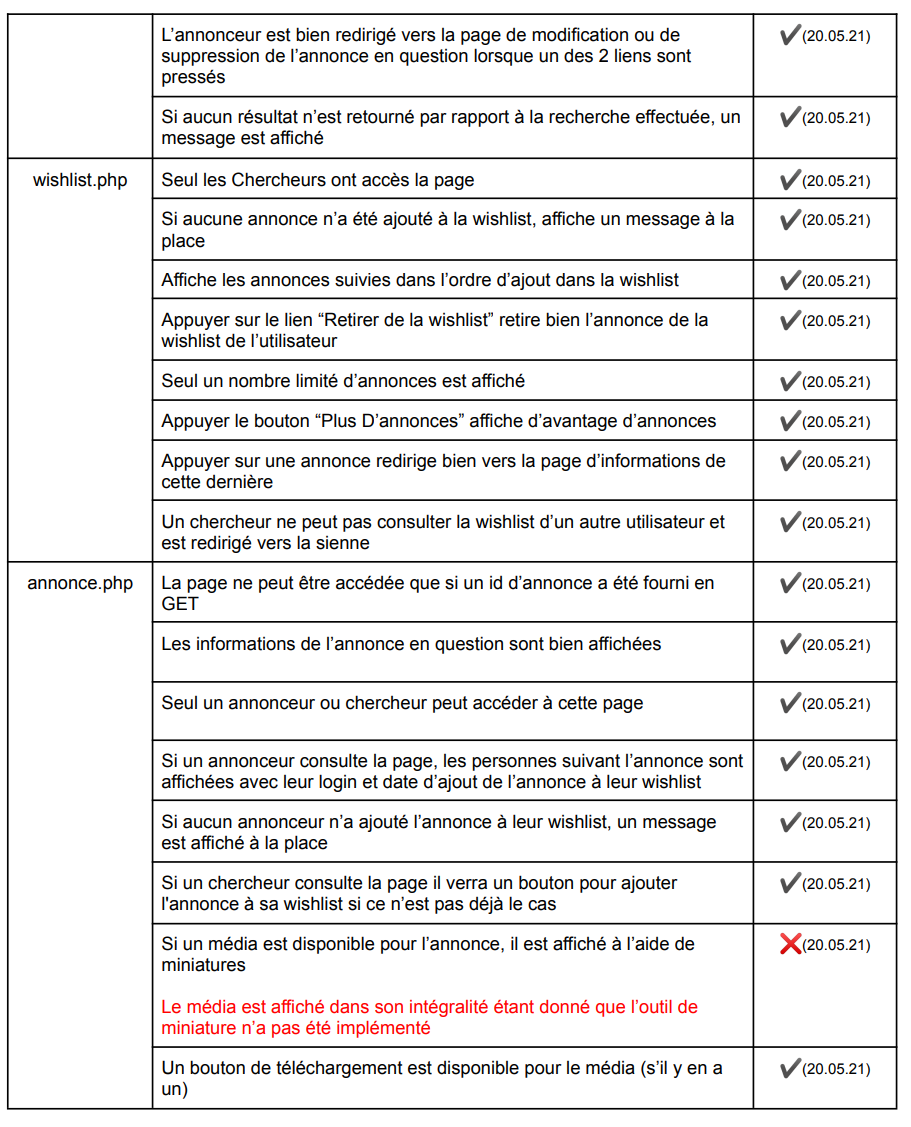 L’annonceur est bien redirigé vers la page de modification ou de ✔(20.05.21)
suppression de l’annonce en question lorsque un des 2 liens sont
pressés
Si aucun résultat n’est retourné par rapport à la recherche effectuée, un ✔(20.05.21)
message est affiché
wishlist.php Seul les Chercheurs ont accès la page ✔(20.05.21)
Si aucune annonce n’a été ajouté à la wishlist, affiche un message à la ✔(20.05.21)
place
Affiche les annonces suivies dans l’ordre d’ajout dans la wishlist ✔(20.05.21)
Appuyer sur le lien “Retirer de la wishlist” retire bien l’annonce de la ✔(20.05.21)
wishlist de l’utilisateur
Seul un nombre limité d’annonces est affiché ✔(20.05.21)
Appuyer le bouton “Plus D’annonces” affiche d’avantage d’annonces ✔(20.05.21)
Appuyer sur une annonce redirige bien vers la page d’informations de ✔(20.05.21)
cette dernière
Un chercheur ne peut pas consulter la wishlist d’un autre utilisateur et ✔(20.05.21)
est redirigé vers la sienne
annonce.php La page ne peut être accédée que si un id d’annonce a été fourni en ✔(20.05.21)
GET
Les informations de l’annonce en question sont bien affichées ✔(20.05.21)
Seul un annonceur ou chercheur peut accéder à cette page ✔(20.05.21)
Si un annonceur consulte la page, les personnes suivant l’annonce sont ✔(20.05.21)
affichées avec leur login et date d’ajout de l’annonce à leur wishlist
Si aucun annonceur n’a ajouté l’annonce à leur wishlist, un message ✔(20.05.21)
est affiché à la place
Si un chercheur consulte la page il verra un bouton pour ajouter ✔(20.05.21)
l'annonce à sa wishlist si ce n’est pas déjà le cas
Si un média est disponible pour l’annonce, il est affiché à l’aide de ❌(20.05.21)
miniatures
Le média est affiché dans son intégralité étant donné que l’outil de
miniature n’a pas été implémenté
Un bouton de téléchargement est disponible pour le média (s’il y en a ✔(20.05.21)
un)